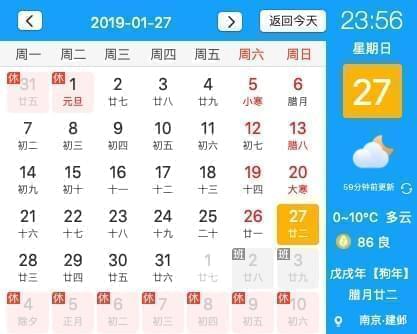 2019-01-27 返回今天
周一 周二 周三 周四 周五 周六 周日
休 31 休 1 2 3 4 5 6
廿五 元旦 廿七 廿八 廿九 小寒 腊月
7 8 9 10 11 12 13
初二 初三 初四 初五 初六 初七 腊八
14 15 16 17 18 19 20
初九 初十 十一 十二 十三 十四 大寒
21 22 23 24 25 26 27
十六 十七 十八 十九 二十 廿一 廿二
28 29 30 31 1 班 2 班 3
廿三 廿四 廿五 廿六 廿七 廿八 廿九
休 4 休 5 休 6 休 7 休 8 休 9 休 10
除夕 正月 初二 初三 初四 初五 初六
23:56
星期日
27
59分钟前更新
0~10°C 多云
86 良
戊戌年【狗年】
腊月廿二
南京·建邺